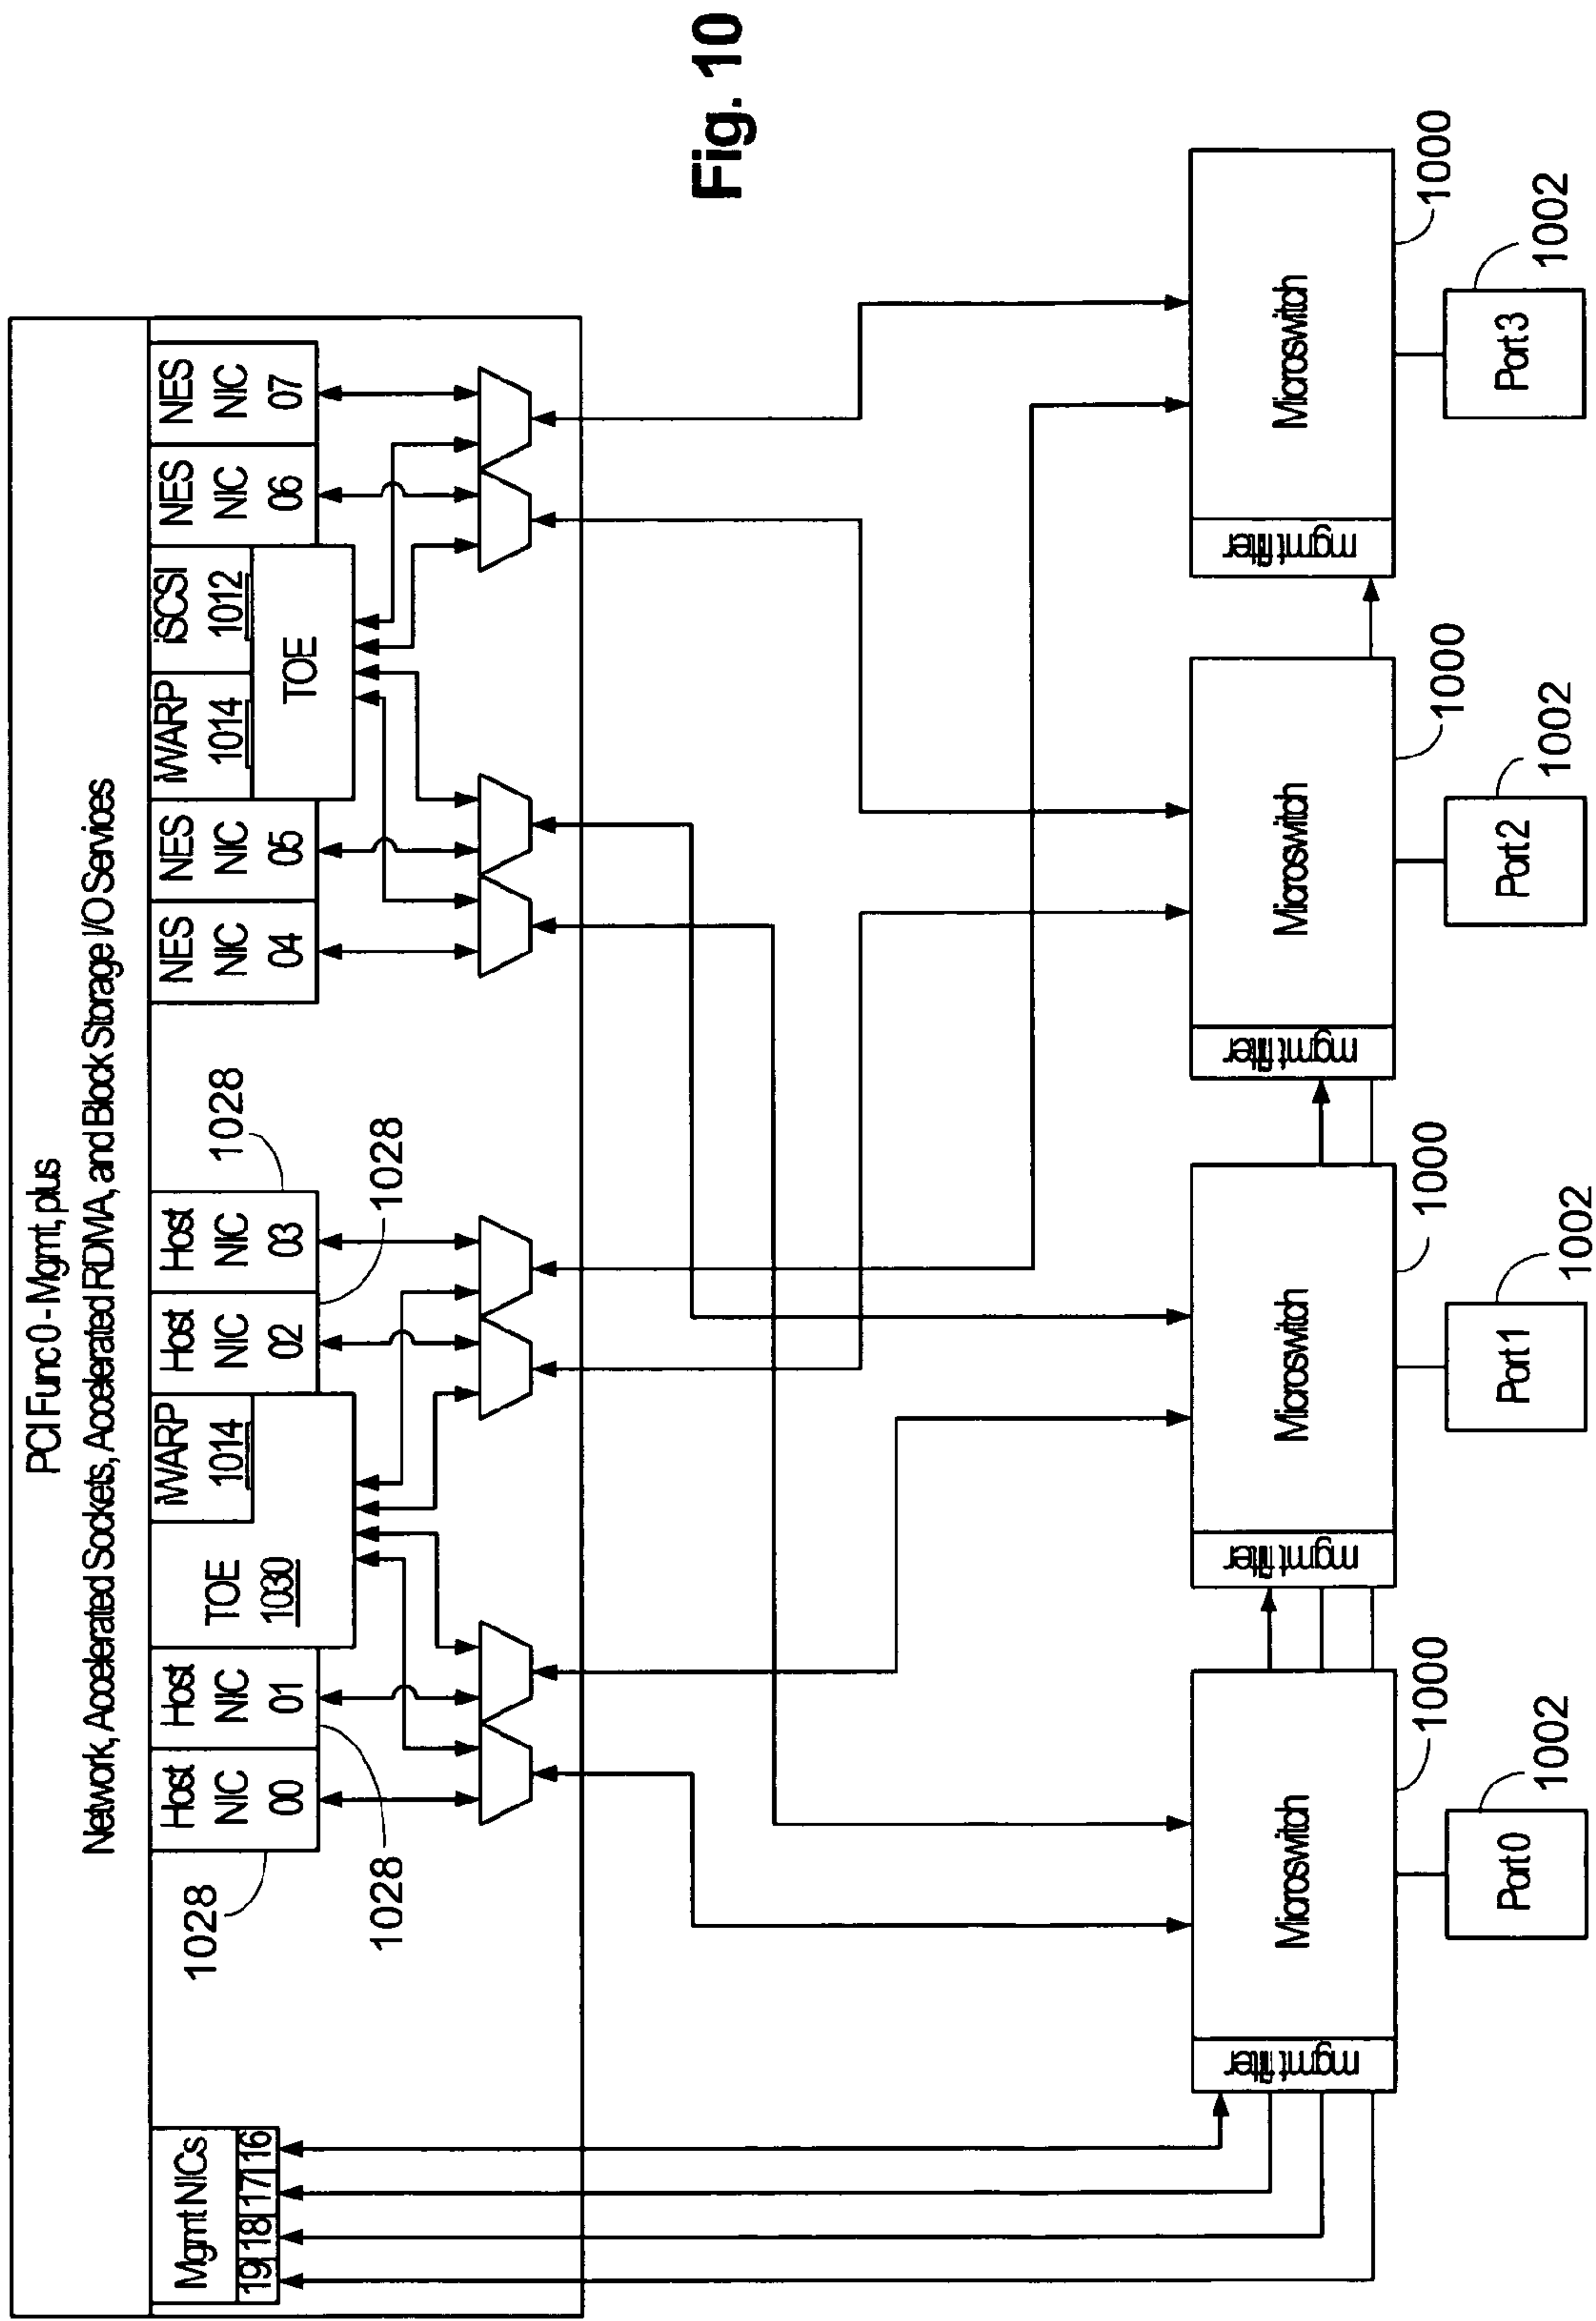 PCI Func 0 - Mgmt, plus
Network, Accelerated Sockets, Accelerated RDMA, and Block Storage I/O Services
Mgmt NICs
19 18 17 16
Host NIC 00
Host NIC 01
TOE 1030
iWARP 1014
Host NIC 02
Host NIC 03
NES NIC 04
NES NIC 05
iWARP 1014
iSCSI 1012
TOE
NES NIC 06
NES NIC 07
1028
1028
1028
1028
mgmt filter
Microswitch
1000
mgmt filter
Microswitch
1000
mgmt filter
Microswitch
1000
mgmt filter
Microswitch
1000
Port 0
1002
Port 1
1002
Port 2
1002
Port 3
1002
Fig. 10